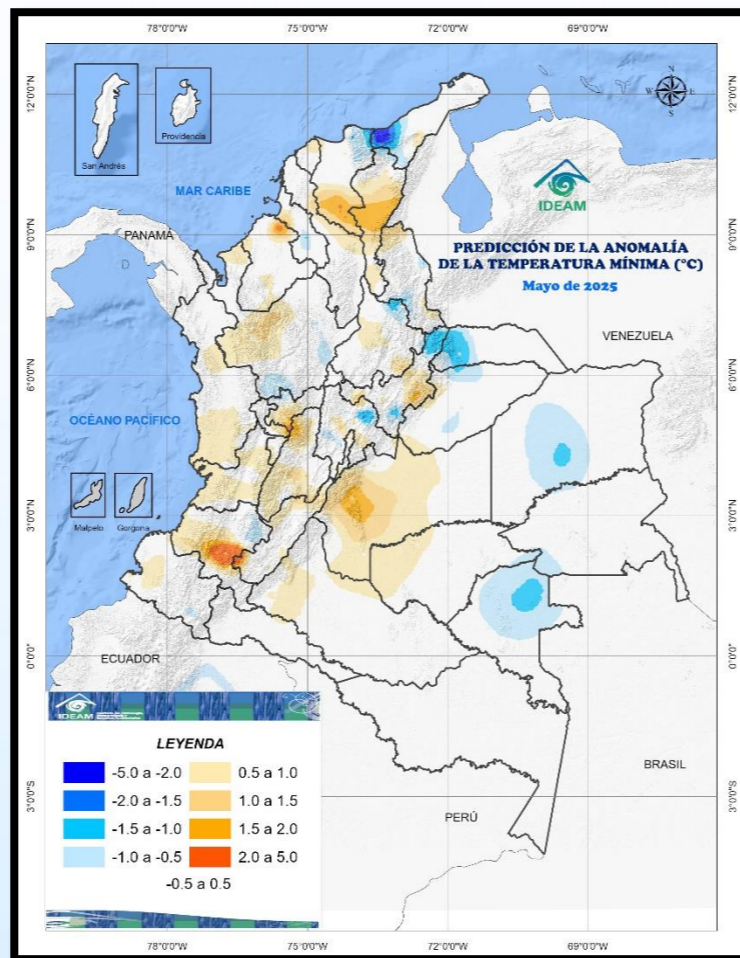 78°0'0"W 75°0'0"W 72°0'0"W 69°0'0"W
12°0'0"N
9°0'0"N
6°0'0"N
3°0'0"N
0°0'0"
3°0'0"S
12°0'0"N
9°0'0"N
6°0'0"N
3°0'0"N
0°0'0"
3°0'0"S
N
W E
S
San Andrés
Providencia
MAR CARIBE
IDEAM
PANAMÁ
PREDICCIÓN DE LA ANOMALÍA
DE LA TEMPERATURA MÍNIMA (°C)
Mayo de 2025
VENEZUELA
OCÉANO PACÍFICO
Malpelo
Gorgona
ECUADOR
BRASIL
PERÚ
IDEAM
LEYENDA
-5.0 a -2.0 0.5 a 1.0
-2.0 a -1.5 1.0 a 1.5
-1.5 a -1.0 1.5 a 2.0
-1.0 a -0.5 2.0 a 5.0
-0.5 a 0.5
78°0'0"W 75°0'0"W 72°0'0"W 69°0'0"W